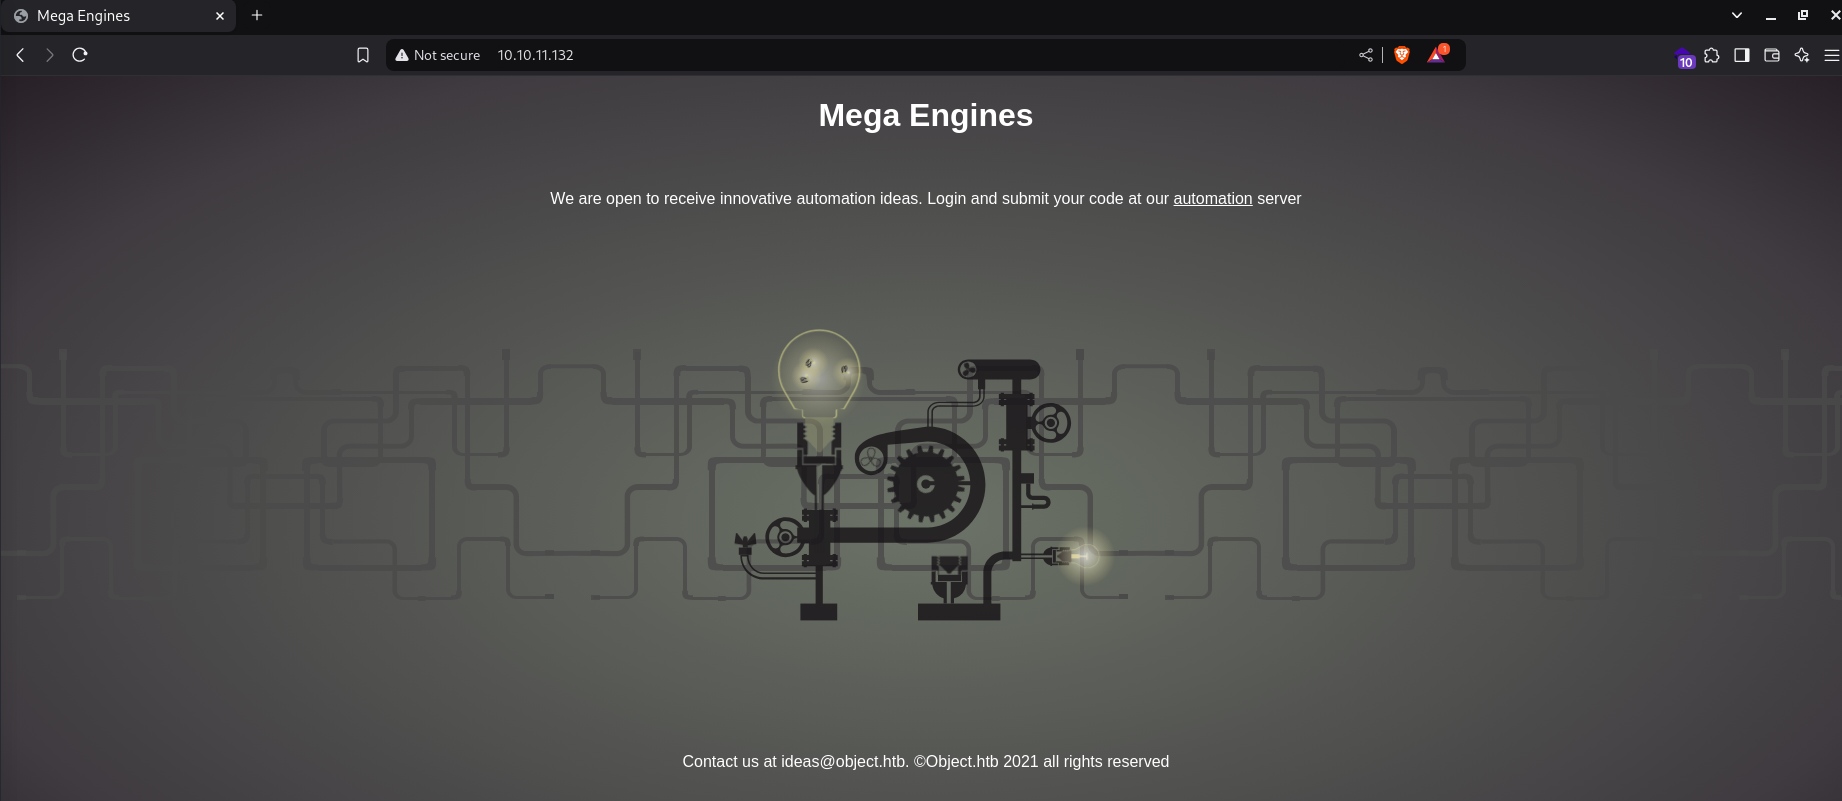 Mega Engines
Not secure 10.10.11.132
1
10
Mega Engines
We are open to receive innovative automation ideas. Login and submit your code at our automation server
Contact us at ideas@object.htb. ©Object.htb 2021 all rights reserved